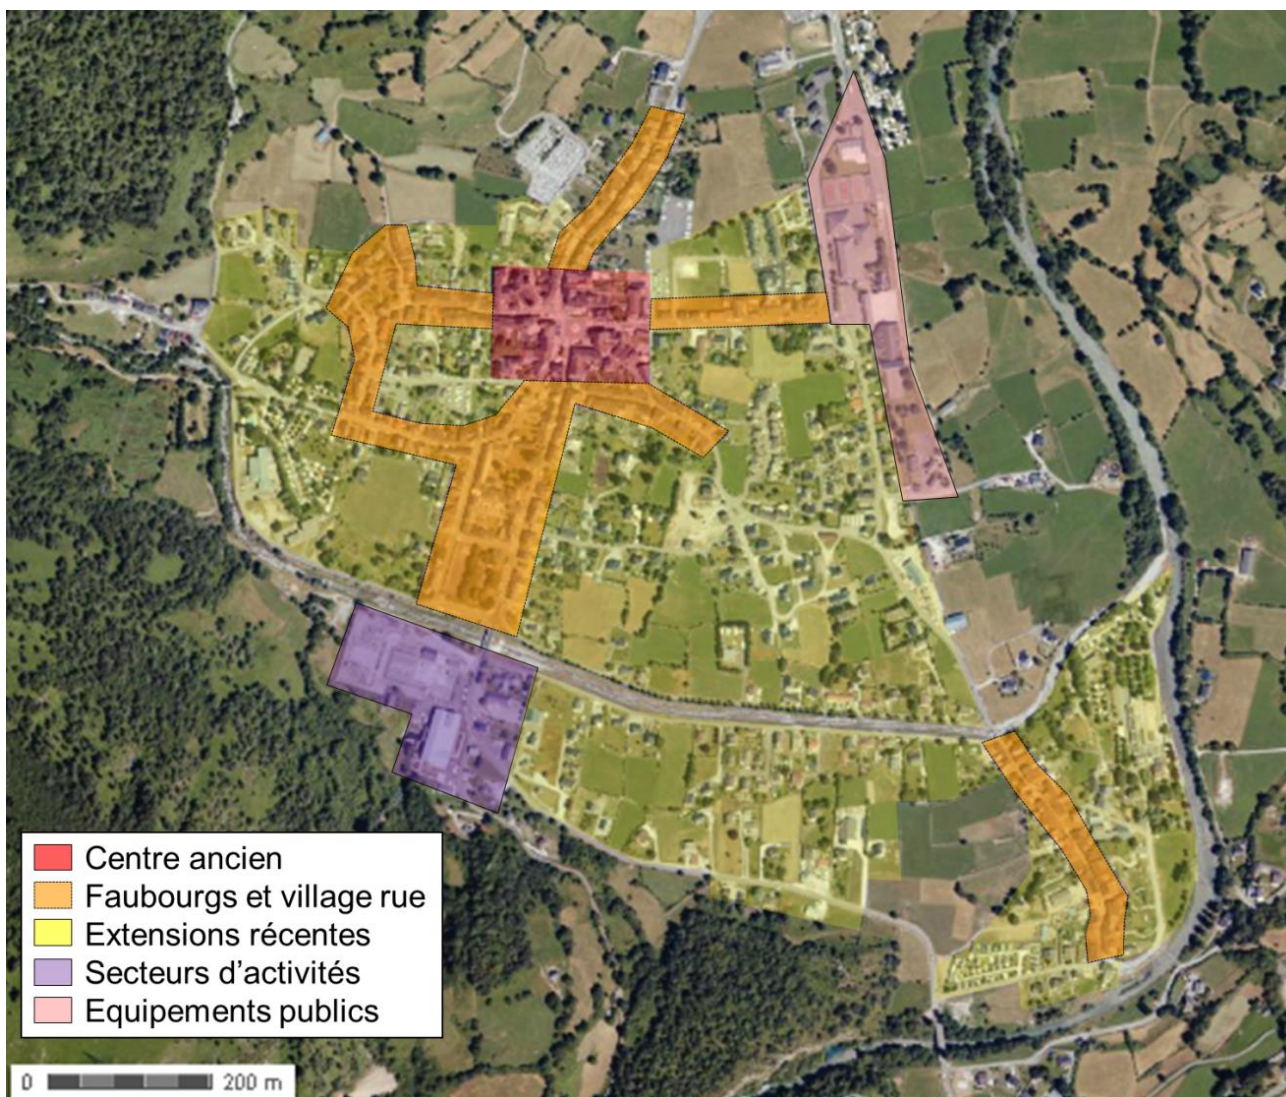 Centre ancien
Faubourgs et village rue
Extensions récentes
Secteurs d'activités
Equipements publics
0 200 m